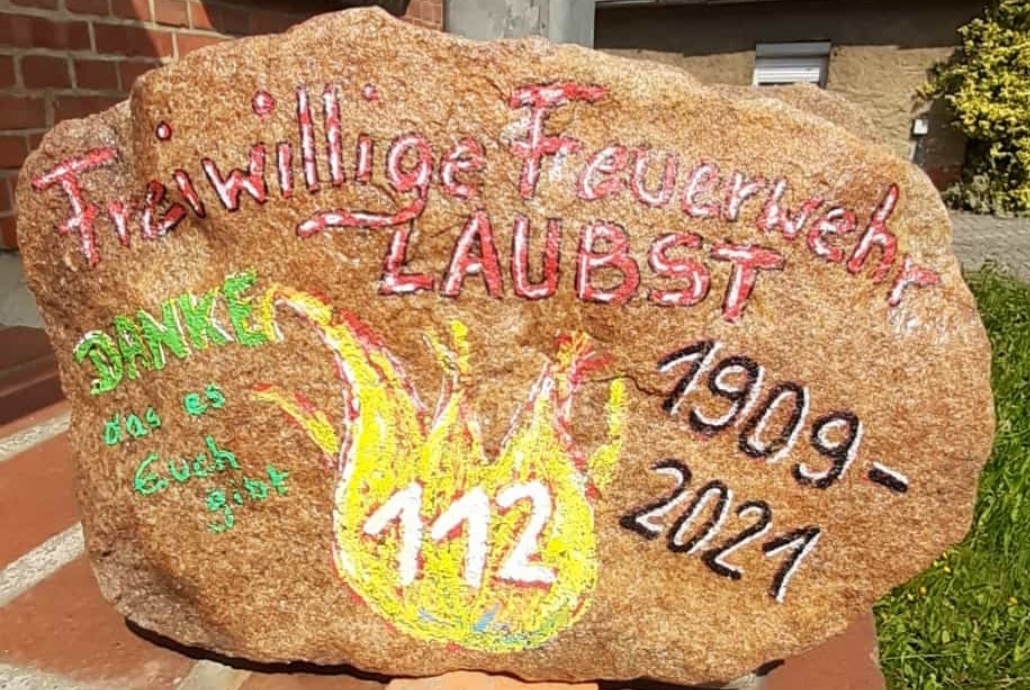 Freiwillige Feuerwehr
LAUBST
DANKE
das es
Euch
gibt
112
1909-
2021